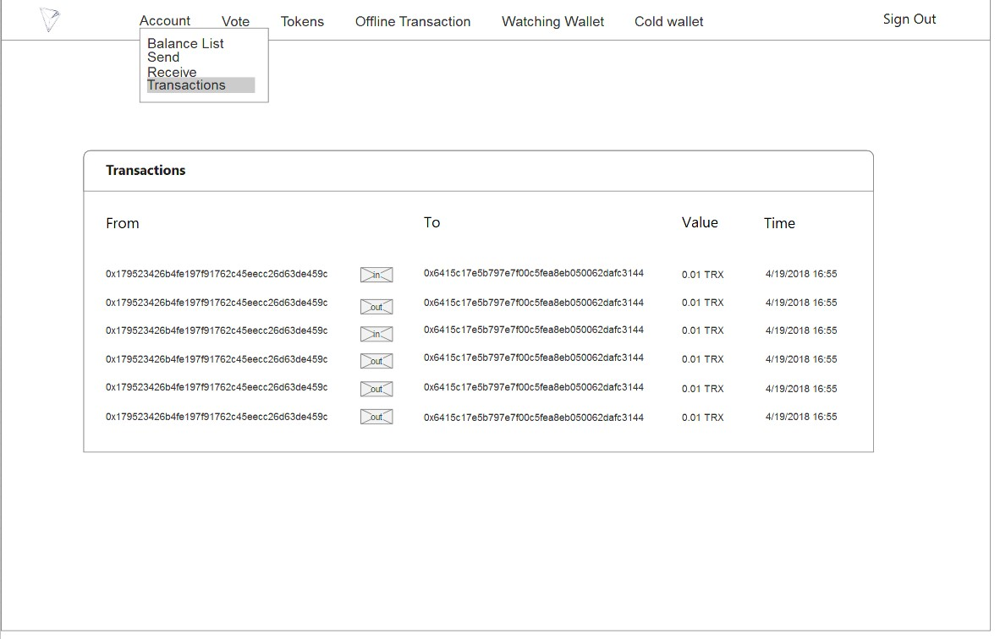 Account Vote Tokens Offline Transaction Watching Wallet Cold wallet Sign Out
Balance List
Send
Receive
Transactions
Transactions
From To Value Time
0x179523426b4fe197f91762c45eecc26d63de459c in 0x6415c17e5b797e7f00c5fea8eb050062dafc3144 0.01 TRX 4/19/2018 16:55
0x179523426b4fe197f91762c45eecc26d63de459c out 0x6415c17e5b797e7f00c5fea8eb050062dafc3144 0.01 TRX 4/19/2018 16:55
0x179523426b4fe197f91762c45eecc26d63de459c in 0x6415c17e5b797e7f00c5fea8eb050062dafc3144 0.01 TRX 4/19/2018 16:55
0x179523426b4fe197f91762c45eecc26d63de459c out 0x6415c17e5b797e7f00c5fea8eb050062dafc3144 0.01 TRX 4/19/2018 16:55
0x179523426b4fe197f91762c45eecc26d63de459c out 0x6415c17e5b797e7f00c5fea8eb050062dafc3144 0.01 TRX 4/19/2018 16:55
0x179523426b4fe197f91762c45eecc26d63de459c out 0x6415c17e5b797e7f00c5fea8eb050062dafc3144 0.01 TRX 4/19/2018 16:55